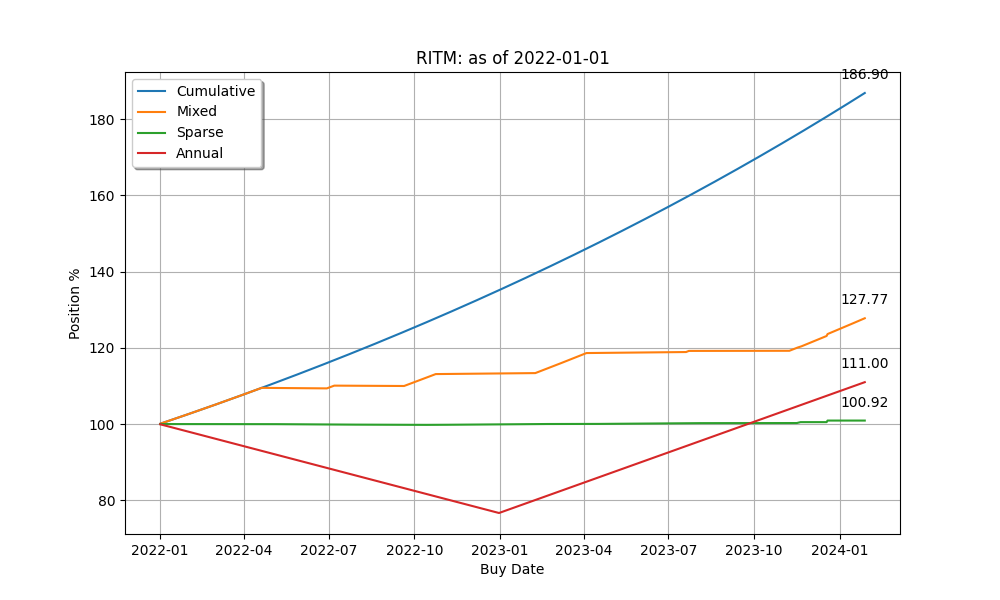 RITM: as of 2022-01-01
Cumulative
Mixed
Sparse
Annual
186.90
127.77
111.00
100.92
180
160
140
120
100
80
Position %
2022-01 2022-04 2022-07 2022-10 2023-01 2023-04 2023-07 2023-10 2024-01
Buy Date